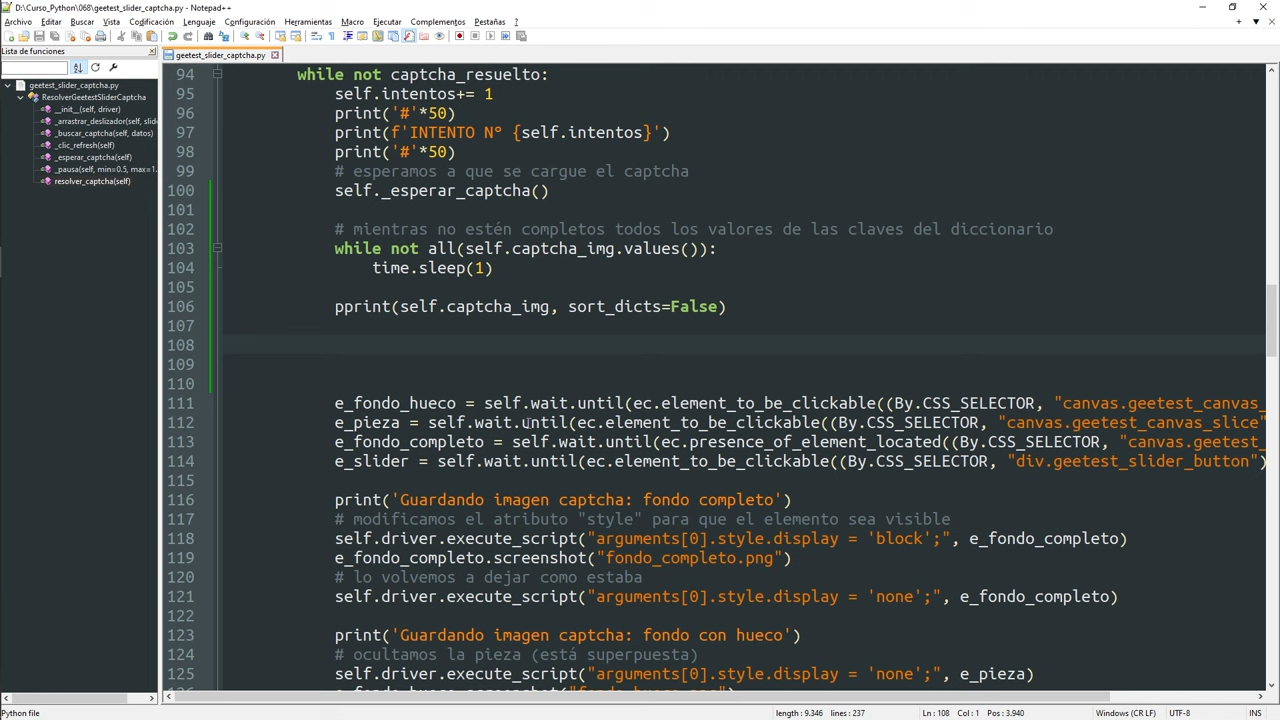 D:\Curso_Python\068\geetest_slider_captcha.py - Notepad++
Archivo Editar Buscar Vista Codificación Lenguaje Configuración Herramientas Macro Ejecutar Complementos Pestañas ?
Lista de funciones
geetest_slider_captcha.py
geetest_slider_captcha.py
ResolverGeetestSliderCaptcha
__init__(self, driver)
_arrastrar_deslizador(self, slide
_buscar_captcha(self, datos)
_clic_refresh(self)
_esperar_captcha(self)
_pausa(self, min=0.5, max=1.
resolver_captcha(self)
94 while not captcha_resuelto:
95 self.intentos+= 1
96 print('#'*50)
97 print(f'INTENTO Nº {self.intentos}')
98 print('#'*50)
99 # esperamos a que se cargue el captcha
100 self._esperar_captcha()
101
102 # mientras no estén completos todos los valores de las claves del diccionario
103 while not all(self.captcha_img.values()):
104 time.sleep(1)
105
106 pprint(self.captcha_img, sort_dicts=False)
107
108
109
110
111 e_fondo_hueco = self.wait.until(ec.element_to_be_clickable((By.CSS_SELECTOR, "canvas.geetest_canvas_
112 e_pieza = self.wait.until(ec.element_to_be_clickable((By.CSS_SELECTOR, "canvas.geetest_canvas_slice"
113 e_fondo_completo = self.wait.until(ec.presence_of_element_located((By.CSS_SELECTOR, "canvas.geetest_
114 e_slider = self.wait.until(ec.element_to_be_clickable((By.CSS_SELECTOR, "div.geetest_slider_button")
115
116 print('Guardando imagen captcha: fondo completo')
117 # modificamos el atributo "style" para que el elemento sea visible
118 self.driver.execute_script("arguments[0].style.display = 'block';", e_fondo_completo)
119 e_fondo_completo.screenshot("fondo_completo.png")
120 # lo volvemos a dejar como estaba
121 self.driver.execute_script("arguments[0].style.display = 'none';", e_fondo_completo)
122
123 print('Guardando imagen captcha: fondo con hueco')
124 # ocultamos la pieza (está superpuesta)
125 self.driver.execute_script("arguments[0].style.display = 'none';", e_pieza)
Python file length : 9.346 lines : 237 Ln : 108 Col : 1 Pos : 3.940 Windows (CR LF) UTF-8 INS